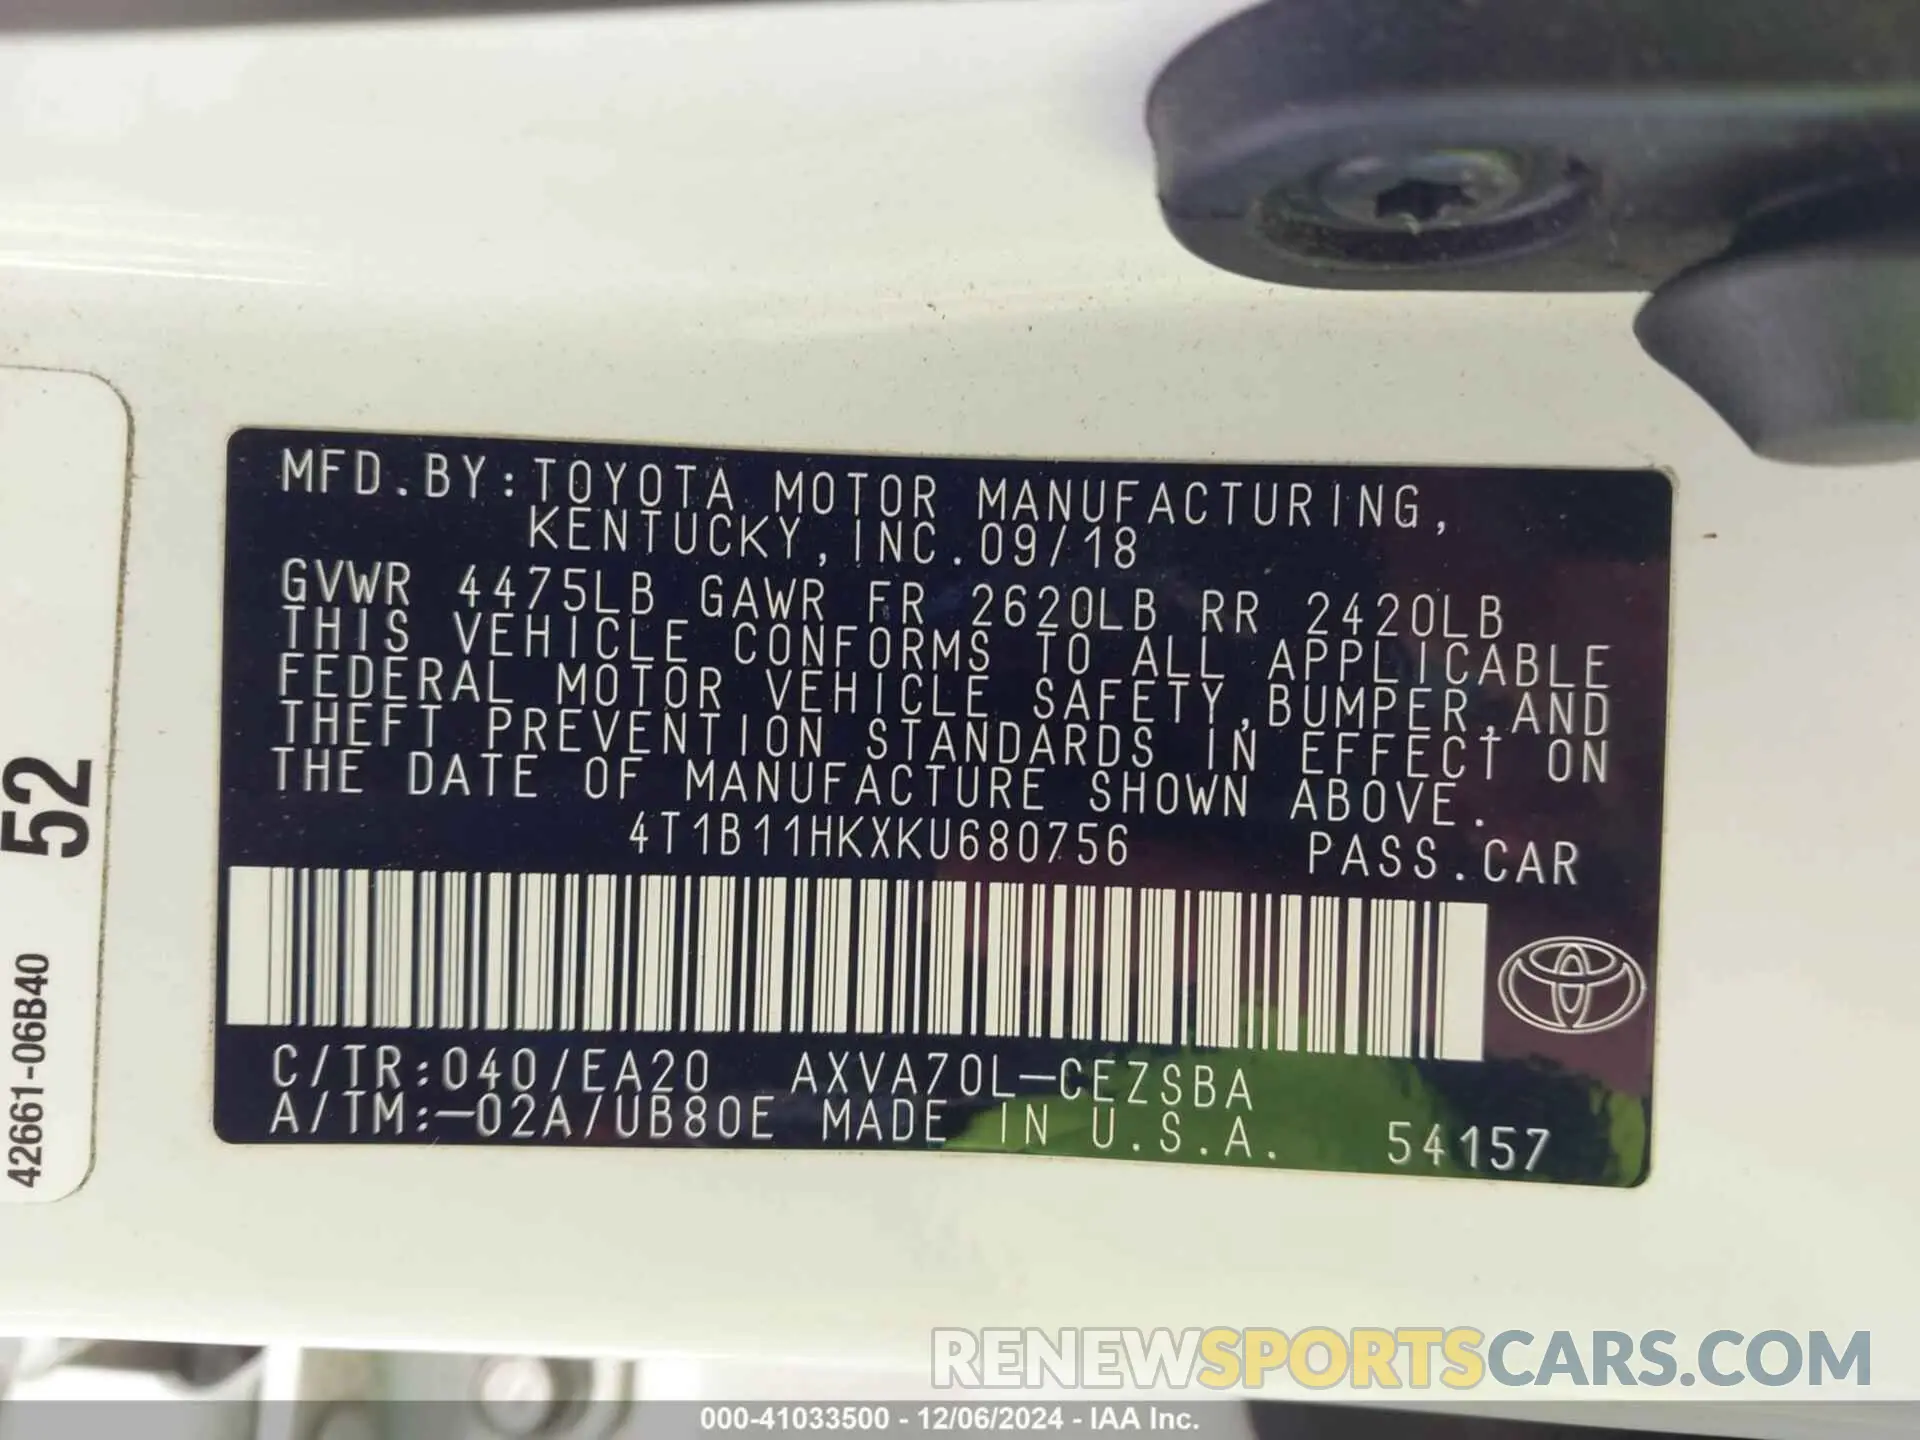 MFD.BY:TOYOTA MOTOR MANUFACTURING,
KENTUCKY,INC.09/18
GVWR 4475LB GAWR FR 2620LB RR 2420LB
THIS VEHICLE CONFORMS TO ALL APPLICABLE
FEDERAL MOTOR VEHICLE SAFETY,BUMPER,AND
THEFT PREVENTION STANDARDS IN EFFECT ON
THE DATE OF MANUFACTURE SHOWN ABOVE.
4T1B11HKXKU680756 PASS.CAR
C/TR:040/EA20 AXVA70L-CEZSBA
A/TM:-02A/UB80E MADE IN U.S.A. 54157
52
42661-06B40
RENEWSPORTSCARS.COM
000-41033500 - 12/06/2024 - IAA Inc.